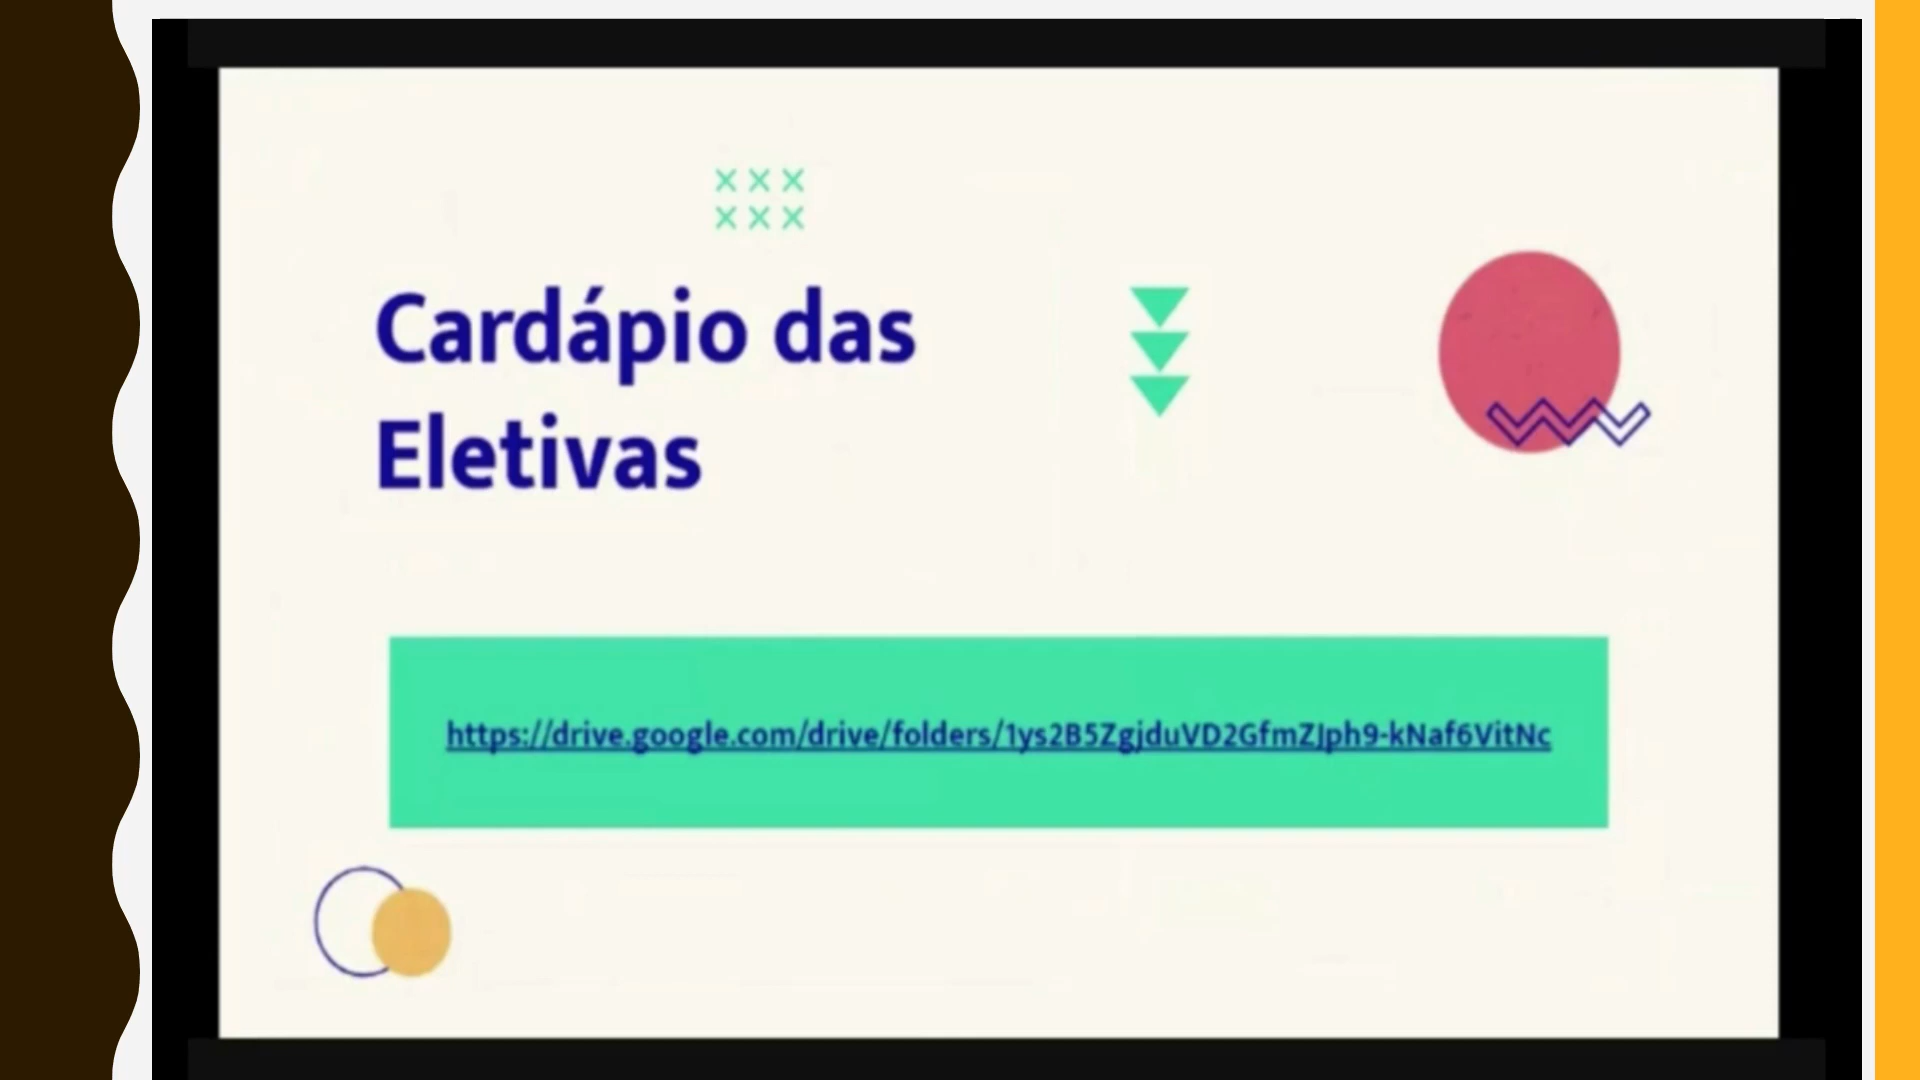 Cardápio das
Eletivas
https://drive.google.com/drive/folders/1ys2B5ZgjduVD2GfmZJph9-kNaf6VitNc